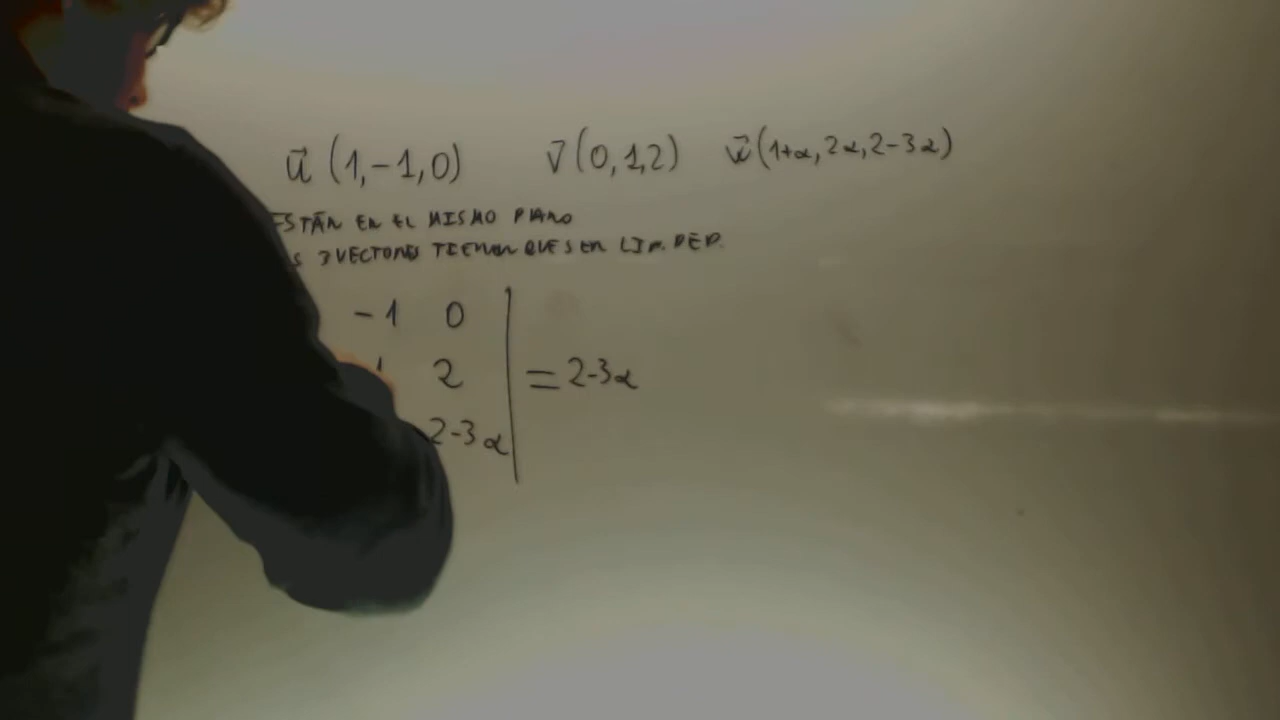 u⃗ (1,-1,0) v⃗ (0,1,2) w⃗ (1+α, 2α, 2-3α)
ESTÁN EN EL MISMO PLANO
S 3 VECTORES TIENEN QUE SER LIN. DEP.
-1 0
1 2 = 2-3α
2-3α